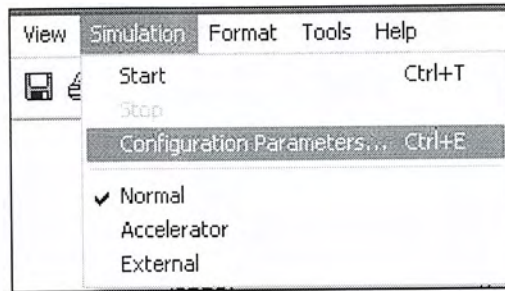 View Simulation Format Tools Help
Start Ctrl+T
Stop
Configuration Parameters... Ctrl+E
Normal
Accelerator
External